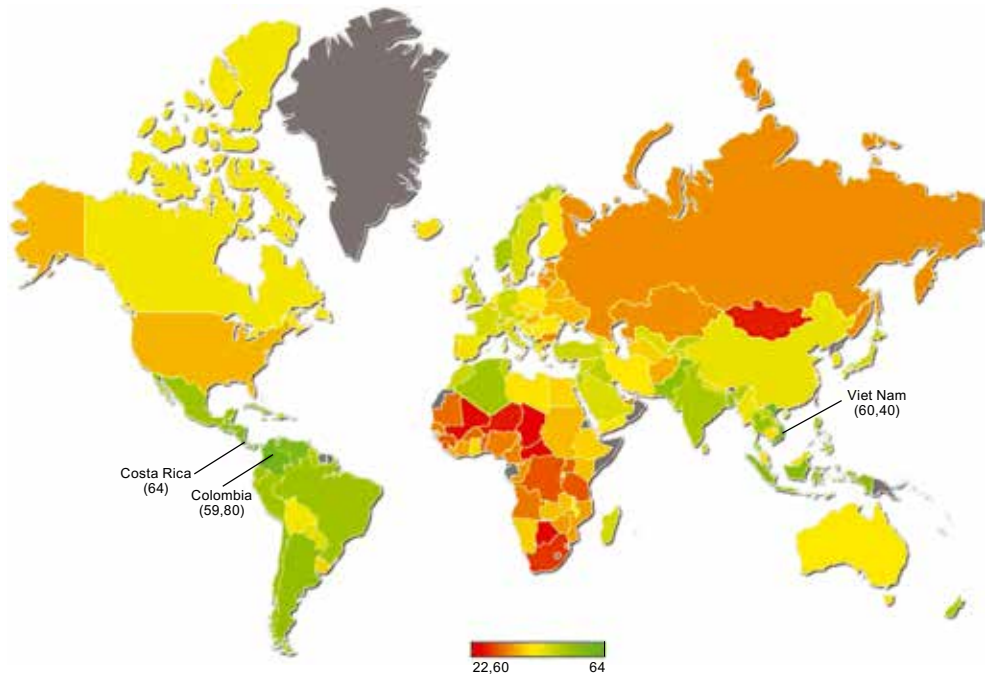 Viet Nam
(60,40)
Costa Rica
(64)
Colombia
(59,80)
22,60
64